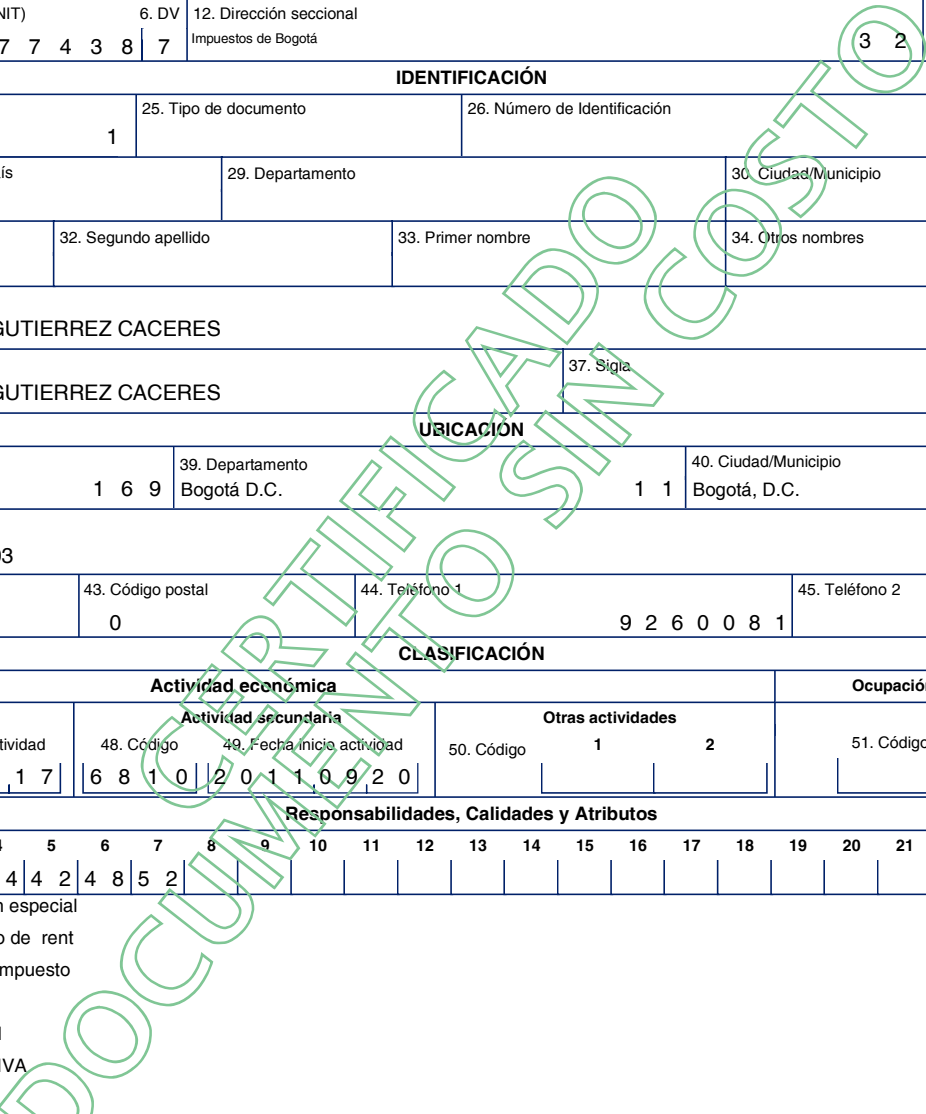 NIT) 6. DV 12. Dirección seccional
7 7 4 3 8 7 Impuestos de Bogotá 3 2
IDENTIFICACIÓN
25. Tipo de documento 26. Número de Identificación
1
ís 29. Departamento 30. Ciudad/Municipio
32. Segundo apellido 33. Primer nombre 34. Otros nombres
GUTIERREZ CACERES
37. Sigla
GUTIERREZ CACERES
UBICACIÓN
39. Departamento 40. Ciudad/Municipio
1 6 9 Bogotá D.C. 1 1 Bogotá, D.C.
03
43. Código postal 44. Teléfono 1 45. Teléfono 2
0 9 2 6 0 0 8 1
CLASIFICACIÓN
Actividad económica Ocupación
Actividad secundaria Otras actividades
tividad 48. Código 49. Fecha inicio actividad 50. Código 1 2 51. Código
1 7 6 8 1 0 2 0 1 1 0 9 2 0
Responsabilidades, Calidades y Atributos
4 5 6 7 8 9 10 11 12 13 14 15 16 17 18 19 20 21
4 4 2 4 8 5 2
n especial
o de rent
impuesto
IVA
CERTIFICADO
DOCUMENTO SIN COSTO